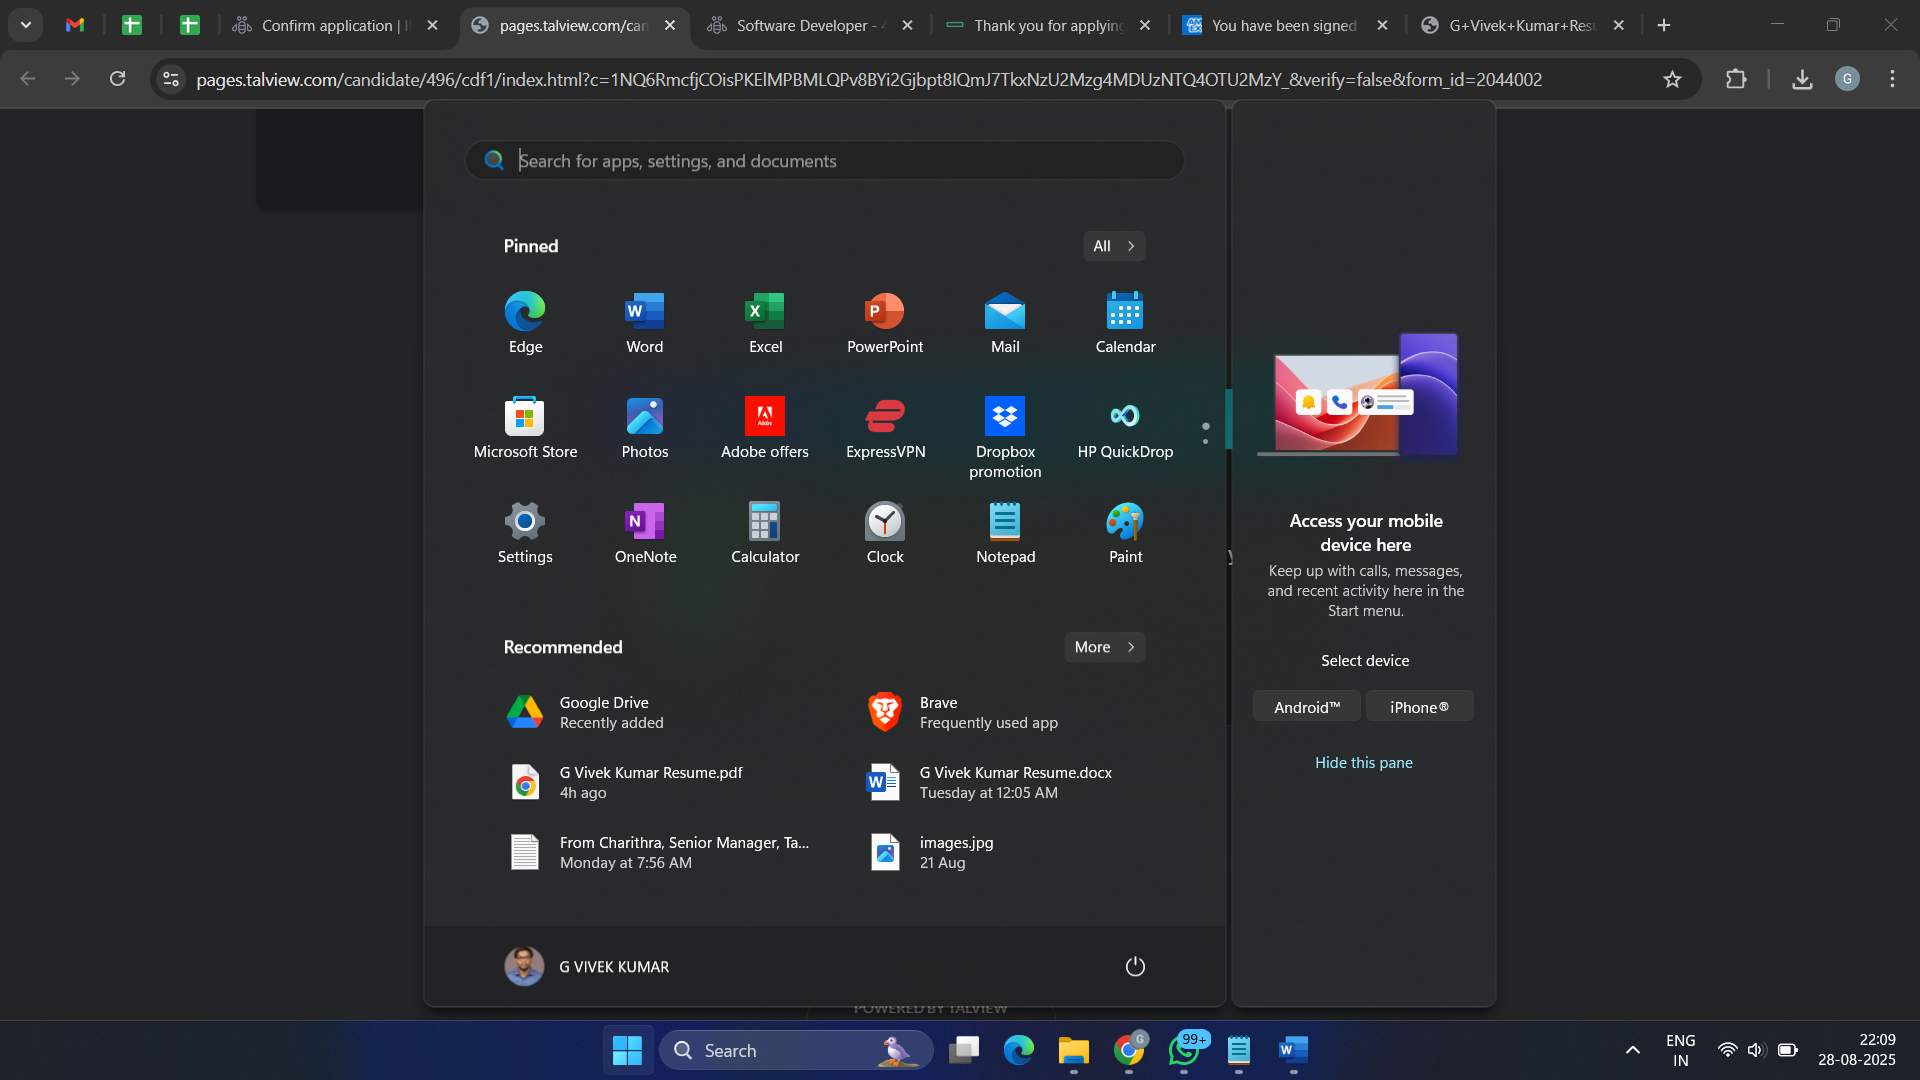 Confirm application | I
pages.talview.com/can
Software Developer - 4
Thank you for applying
You have been signed
G+Vivek+Kumar+Resu
pages.talview.com/candidate/496/cdf1/index.html?c=1NQ6RmcfjCOisPKElMPBMLQPv8BYi2Gjbpt8IQmJ7TkxNzU2Mzg4MDUzNTQ4OTU2MzY_&verify=false&form_id=2044002
G
Search for apps, settings, and documents
Pinned
All
Edge
Word
Excel
PowerPoint
Mail
Calendar
Microsoft Store
Photos
Adobe offers
ExpressVPN
Dropbox
promotion
HP QuickDrop
Settings
OneNote
Calculator
Clock
Notepad
Paint
Recommended
More
Google Drive
Recently added
Brave
Frequently used app
G Vivek Kumar Resume.pdf
4h ago
G Vivek Kumar Resume.docx
Tuesday at 12:05 AM
From Charithra, Senior Manager, Ta...
Monday at 7:56 AM
images.jpg
21 Aug
G VIVEK KUMAR
Access your mobile
device here
Keep up with calls, messages,
and recent activity here in the
Start menu.
Select device
Android™
iPhone®
Hide this pane
POWERED BY TALVIEW
Search
99+
ENG
IN
22:09
28-08-2025